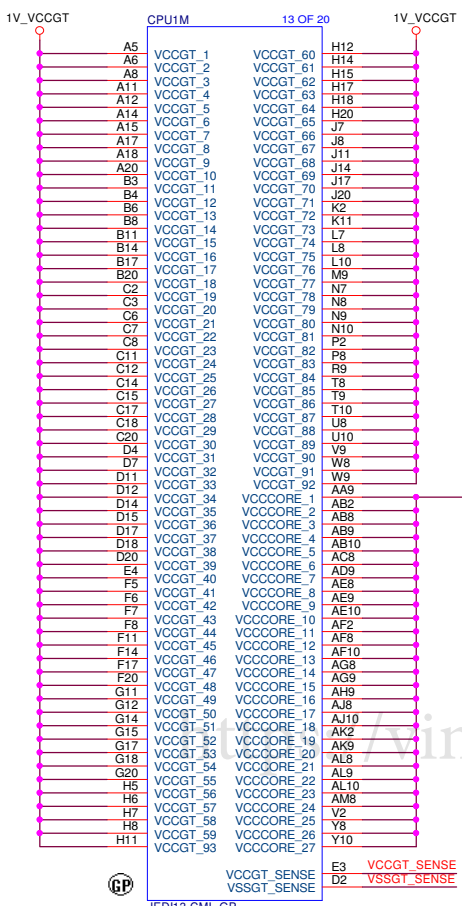 1V_VCCGT CPU1M 13 OF 20 1V_VCCGT
A5 VCCGT_1 VCCGT_60 H12
A6 VCCGT_2 VCCGT_61 H14
A8 VCCGT_3 VCCGT_62 H15
A11 VCCGT_4 VCCGT_63 H17
A12 VCCGT_5 VCCGT_64 H18
A14 VCCGT_6 VCCGT_65 H20
A15 VCCGT_7 VCCGT_66 J7
A17 VCCGT_8 VCCGT_67 J8
A18 VCCGT_9 VCCGT_68 J11
A20 VCCGT_10 VCCGT_69 J14
B3 VCCGT_11 VCCGT_70 J17
B4 VCCGT_12 VCCGT_71 J20
B6 VCCGT_13 VCCGT_72 K2
B8 VCCGT_14 VCCGT_73 K11
B11 VCCGT_15 VCCGT_74 L7
B14 VCCGT_16 VCCGT_75 L8
B17 VCCGT_17 VCCGT_76 L10
B20 VCCGT_18 VCCGT_77 M9
C2 VCCGT_19 VCCGT_78 N7
C3 VCCGT_20 VCCGT_79 N8
C6 VCCGT_21 VCCGT_80 N9
C7 VCCGT_22 VCCGT_81 N10
C8 VCCGT_23 VCCGT_82 P2
C11 VCCGT_24 VCCGT_83 P8
C12 VCCGT_25 VCCGT_84 R9
C14 VCCGT_26 VCCGT_85 T8
C15 VCCGT_27 VCCGT_86 T9
C17 VCCGT_28 VCCGT_87 T10
C18 VCCGT_29 VCCGT_88 U8
C20 VCCGT_30 VCCGT_89 U10
D4 VCCGT_31 VCCGT_90 V9
D7 VCCGT_32 VCCGT_91 W8
D11 VCCGT_33 VCCGT_92 W9
D12 VCCGT_34 VCCCORE_1 AA9
D14 VCCGT_35 VCCCORE_2 AB2
D15 VCCGT_36 VCCCORE_3 AB8
D17 VCCGT_37 VCCCORE_4 AB9
D18 VCCGT_38 VCCCORE_5 AB10
D20 VCCGT_39 VCCCORE_6 AC8
E4 VCCGT_40 VCCCORE_7 AD9
F5 VCCGT_41 VCCCORE_8 AE8
F6 VCCGT_42 VCCCORE_9 AE9
F7 VCCGT_43 VCCCORE_10 AE10
F8 VCCGT_44 VCCCORE_11 AF2
F11 VCCGT_45 VCCCORE_12 AF8
F14 VCCGT_46 VCCCORE_13 AF10
F17 VCCGT_47 VCCCORE_14 AG8
F20 VCCGT_48 VCCCORE_15 AG9
G11 VCCGT_49 VCCCORE_16 AH9
G12 VCCGT_50 VCCCORE_17 AJ8
G14 VCCGT_51 VCCCORE_18 AJ10
G15 VCCGT_52 VCCCORE_19 AK2
G17 VCCGT_53 VCCCORE_20 AK9
G18 VCCGT_54 VCCCORE_21 AL8
G20 VCCGT_55 VCCCORE_22 AL9
H5 VCCGT_56 VCCCORE_23 AL10
H6 VCCGT_57 VCCCORE_24 AM8
H7 VCCGT_58 VCCCORE_25 V2
H8 VCCGT_59 VCCCORE_26 Y8
H11 VCCGT_93 VCCCORE_27 Y10
VCCGT_SENSE E3 VCCGT_SENSE
VSSGT_SENSE D2 VSSGT_SENSE
GP